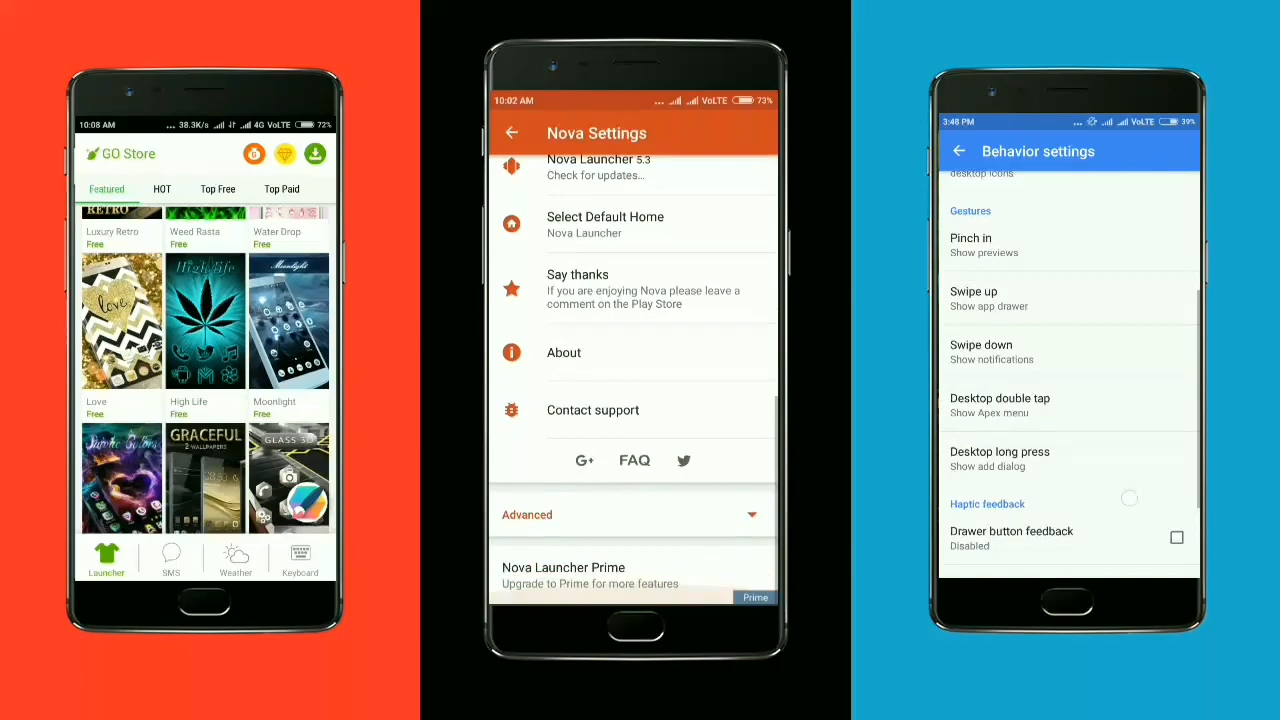 10:08 AM ... 38.3K/s 4G VoLTE 72%
GO Store
Featured HOT Top Free Top Paid
RETRO
Luxury Retro Weed Rasta Water Drop
Free Free
High life Moonlight
love
Love High Life Moonlight
Free Free Free
GRACEFUL GLASS 3D
2 WALLPAPERS
Launcher SMS Weather Keyboard
10:02 AM ... VoLTE 73%
Nova Settings
Nova Launcher 5.3
Check for updates...
Select Default Home
Nova Launcher
Say thanks
If you are enjoying Nova please leave a
comment on the Play Store
About
Contact support
G+ FAQ
Advanced
Nova Launcher Prime
Upgrade to Prime for more features
Prime
3:48 PM ... VoLTE 39%
Behavior settings
desktop icons
Gestures
Pinch in
Show previews
Swipe up
Show app drawer
Swipe down
Show notifications
Desktop double tap
Show Apex menu
Desktop long press
Show add dialog
Haptic feedback
Drawer button feedback
Disabled